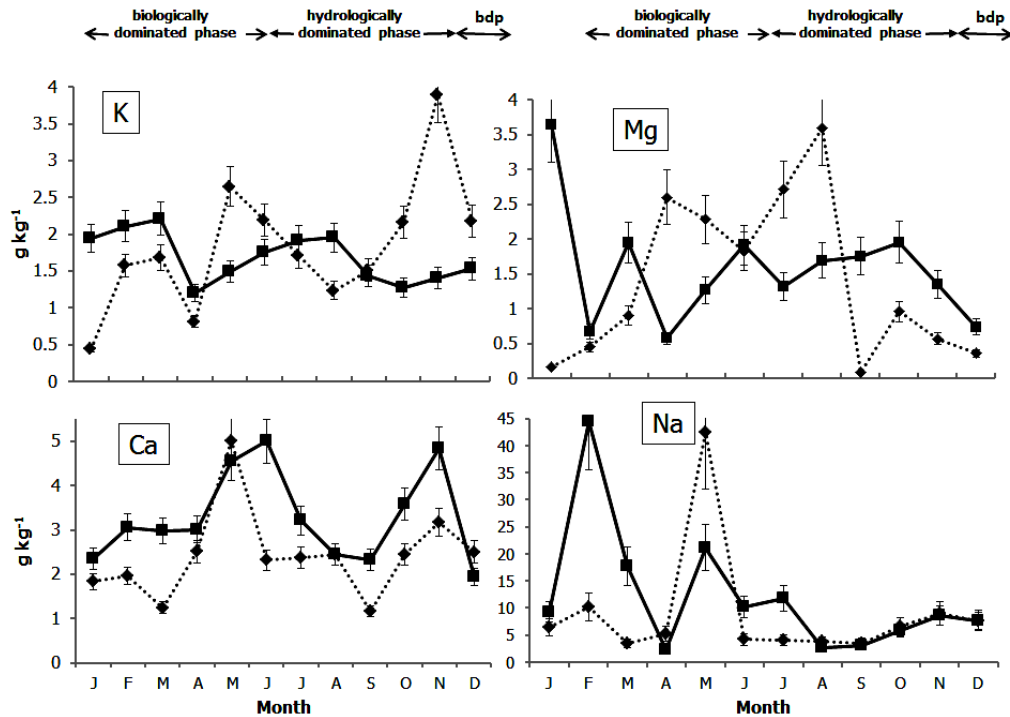 biologically
dominated phase
hydrologically
dominated phase
bdp
biologically
dominated phase
hydrologically
dominated phase
bdp
K
g kg-1
4
3.5
3
2.5
2
1.5
1
0.5
0
Mg
4
3.5
3
2.5
2
1.5
1
0.5
0
Ca
g kg-1
5
4
3
2
1
0
J F M A M J J A S O N D
Month
Na
45
40
35
30
25
20
15
10
5
0
J F M A M J J A S O N D
Month